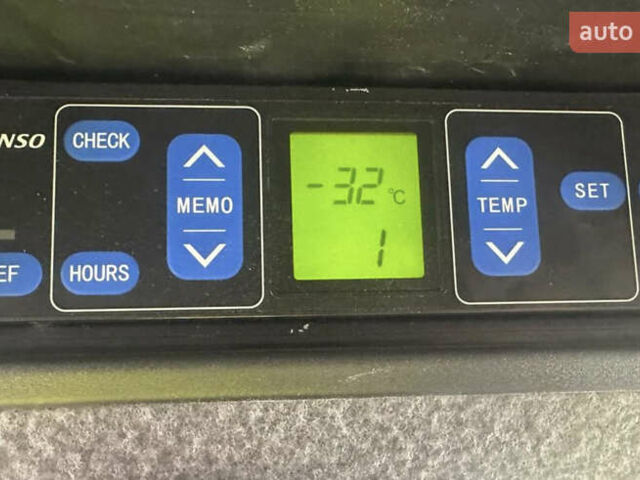 auto
NSO
CHECK
MEMO
-32 °C
TEMP
SET
EF
HOURS
1